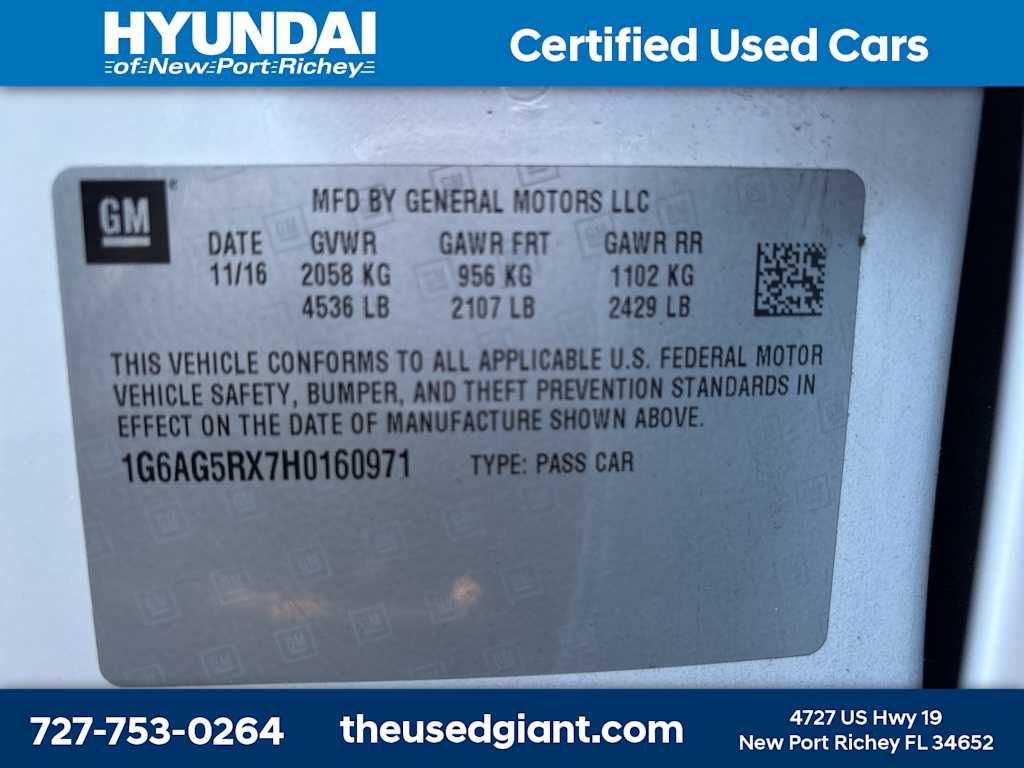 HYUNDAI
of New Port Richey
Certified Used Cars
GM
MFD BY GENERAL MOTORS LLC
DATE GVWR GAWR FRT GAWR RR
11/16 2058 KG 956 KG 1102 KG
4536 LB 2107 LB 2429 LB
THIS VEHICLE CONFORMS TO ALL APPLICABLE U.S. FEDERAL MOTOR
VEHICLE SAFETY, BUMPER, AND THEFT PREVENTION STANDARDS IN
EFFECT ON THE DATE OF MANUFACTURE SHOWN ABOVE.
1G6AG5RX7H0160971 TYPE: PASS CAR
727-753-0264
theusedgiant.com
4727 US Hwy 19
New Port Richey FL 34652